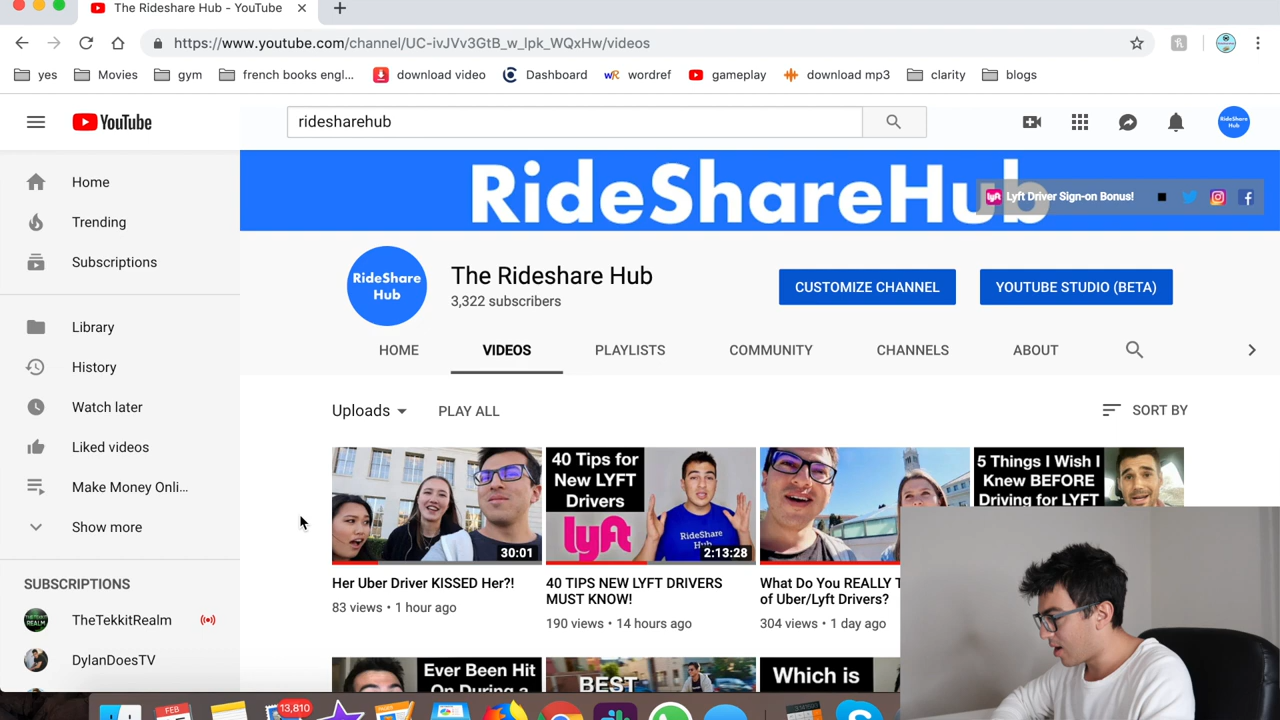 The Rideshare Hub - YouTube
https://www.youtube.com/channel/UC-ivJVv3GtB_w_lpk_WQxHw/videos
yes
Movies
gym
french books engl...
download video
Dashboard
wordref
gameplay
download mp3
clarity
blogs
YouTube
ridesharehub
RideShare Hub
Home
Trending
Subscriptions
Library
History
Watch later
Liked videos
Make Money Onli...
Show more
SUBSCRIPTIONS
TheTekkitRealm
DylanDoesTV
RideShareHub
Lyft Driver Sign-on Bonus!
RideShare
Hub
The Rideshare Hub
3,322 subscribers
CUSTOMIZE CHANNEL
YOUTUBE STUDIO (BETA)
HOME
VIDEOS
PLAYLISTS
COMMUNITY
CHANNELS
ABOUT
Uploads
PLAY ALL
SORT BY
30:01
Her Uber Driver KISSED Her?!
83 views • 1 hour ago
40 Tips for
New LYFT
Drivers
lyft
RideShare
Hub
2:13:28
40 TIPS NEW LYFT DRIVERS
MUST KNOW!
190 views • 14 hours ago
What Do You REALLY
of Uber/Lyft Drivers?
304 views • 1 day ago
5 Things I Wish I
Knew BEFORE
Driving for LYFT
Ever Been Hit
On During a
BEST
Which is
FEB
13,810